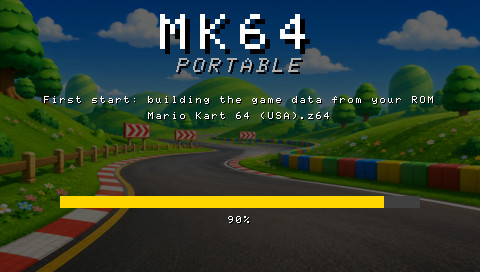 MK64
PORTABLE
First start: building the game data from your ROM
Mario Kart 64 (USA).z64
90%